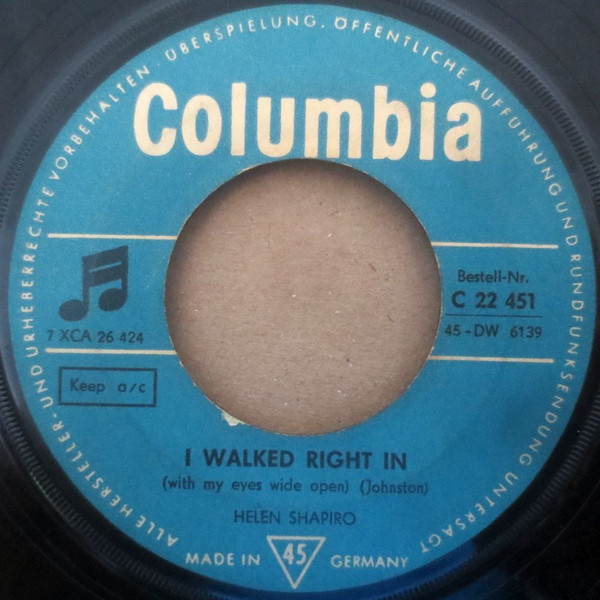 ALLE HERSTELLER- UND URHEBERRECHTE VORBEHALTEN · ÜBERSPIELUNG, ÖFFENTLICHE AUFFÜHRUNG UND RUNDFUNKSENDUNG UNTERSAGT
Columbia
Bestell-Nr.
C 22 451
7 XCA 26 424
45-DW 6139
Keep a/c
I WALKED RIGHT IN
(with my eyes wide open) (Johnston)
HELEN SHAPIRO
MADE IN 45 GERMANY